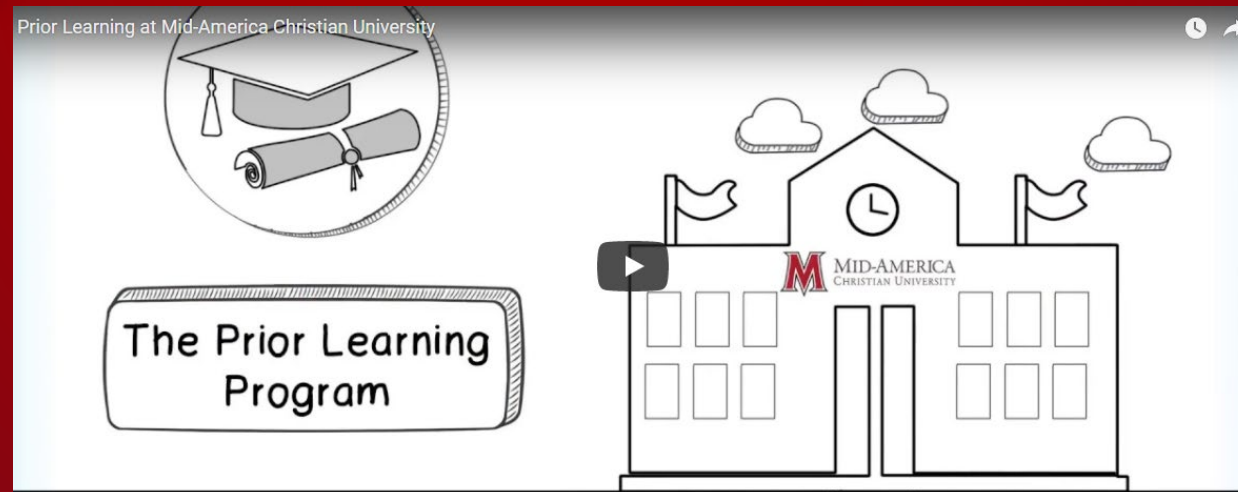 Prior Learning at Mid-America Christian University
The Prior Learning
Program
MID-AMERICA
CHRISTIAN UNIVERSITY